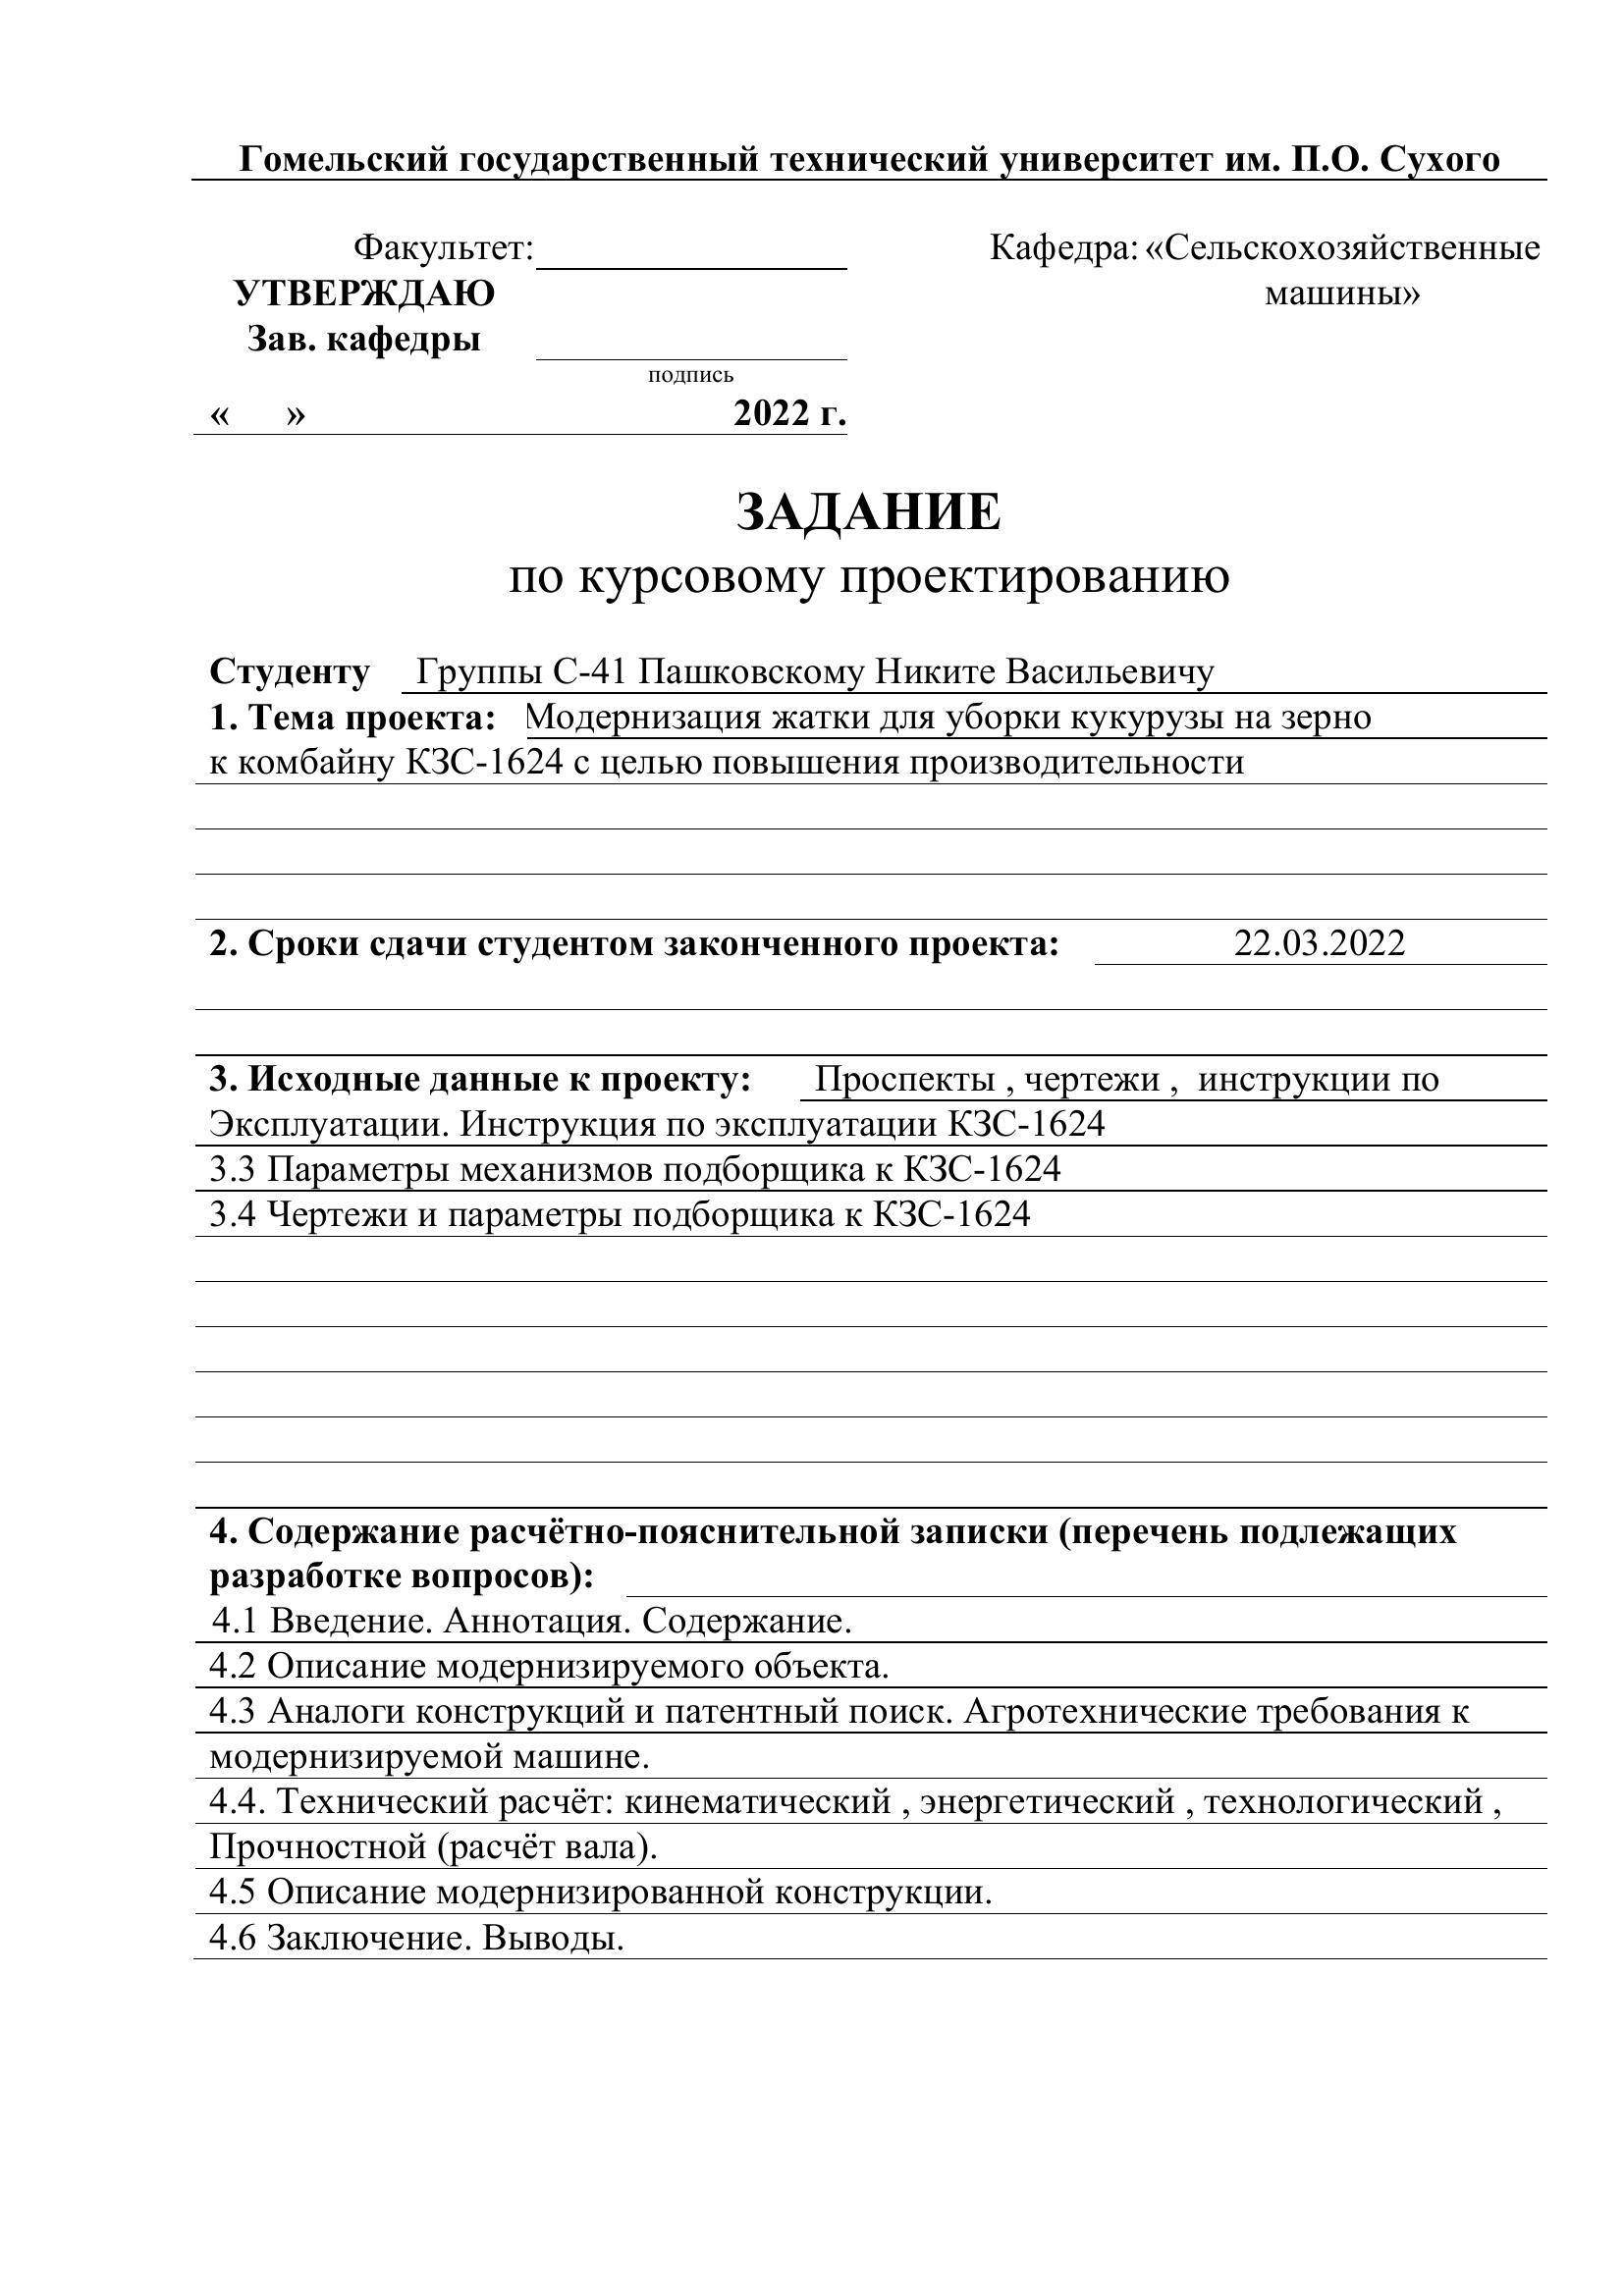 Гомельский государственный технический университет им. П.О. Сухого
Факультет: Кафедра: «Сельскохозяйственные
УТВЕРЖДАЮ машины»
Зав. кафедры
подпись
« » 2022 г.
ЗАДАНИЕ
по курсовому проектированию
Студенту Группы С-41 Пашковскому Никите Васильевичу
1. Тема проекта: Модернизация жатки для уборки кукурузы на зерно
к комбайну КЗС-1624 с целью повышения производительности
2. Сроки сдачи студентом законченного проекта: 22.03.2022
3. Исходные данные к проекту: Проспекты , чертежи , инструкции по
Эксплуатации. Инструкция по эксплуатации КЗС-1624
3.3 Параметры механизмов подборщика к КЗС-1624
3.4 Чертежи и параметры подборщика к КЗС-1624
4. Содержание расчётно-пояснительной записки (перечень подлежащих
разработке вопросов):
4.1 Введение. Аннотация. Содержание.
4.2 Описание модернизируемого объекта.
4.3 Аналоги конструкций и патентный поиск. Агротехнические требования к
модернизируемой машине.
4.4. Технический расчёт: кинематический , энергетический , технологический ,
Прочностной (расчёт вала).
4.5 Описание модернизированной конструкции.
4.6 Заключение. Выводы.